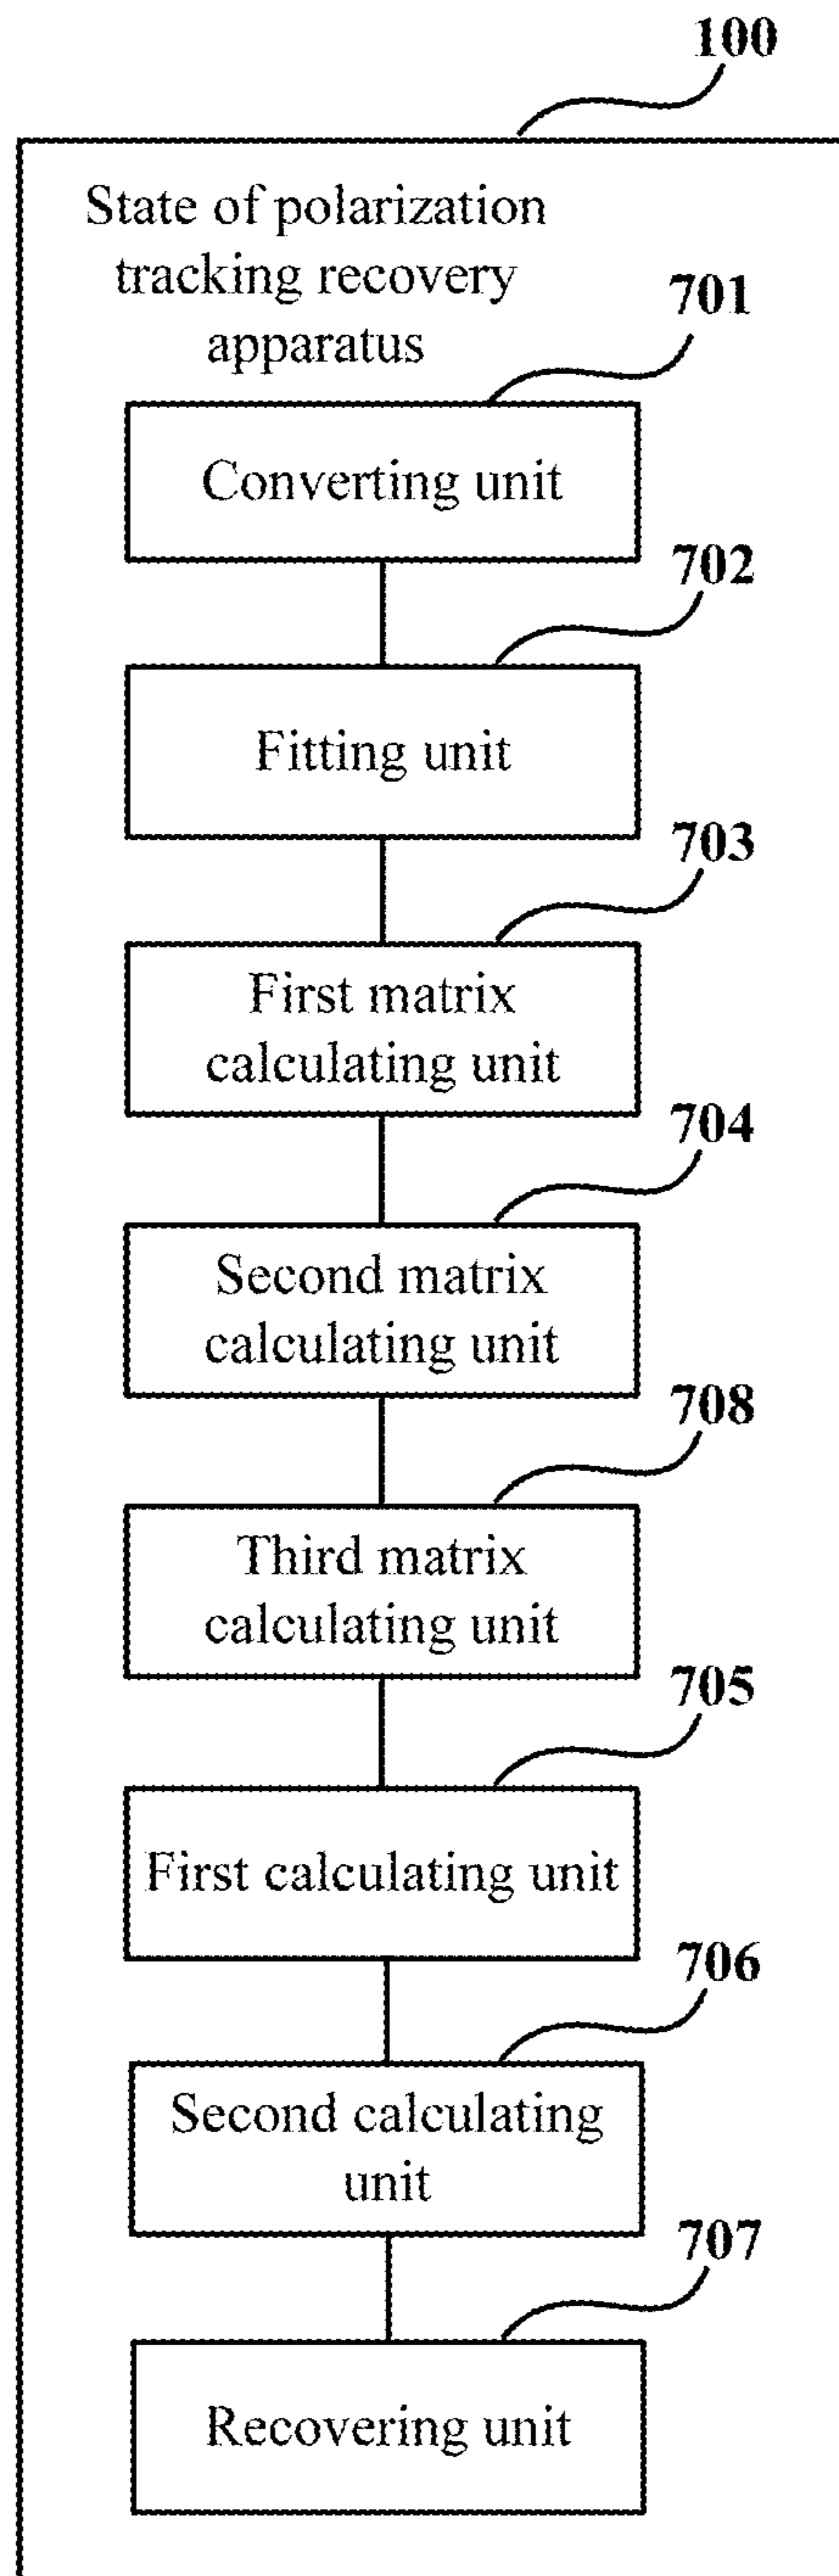 100
State of polarization
tracking recovery
apparatus
701
Converting unit
702
Fitting unit
703
First matrix
calculating unit
704
Second matrix
calculating unit
708
Third matrix
calculating unit
705
First calculating unit
706
Second calculating
unit
707
Recovering unit